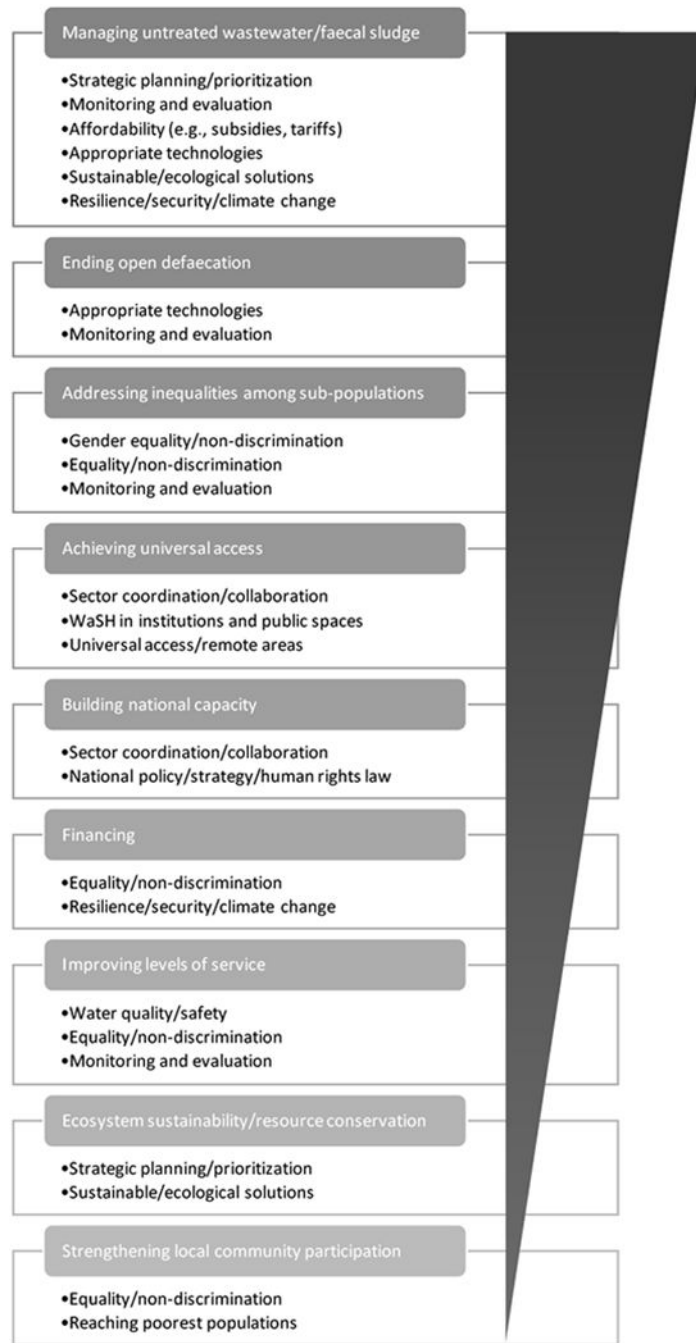 Managing untreated wastewater/faecal sludge
•Strategic planning/prioritization
•Monitoring and evaluation
•Affordability (e.g., subsidies, tariffs)
•Appropriate technologies
•Sustainable/ecological solutions
•Resilience/security/climate change
Ending open defaecation
•Appropriate technologies
•Monitoring and evaluation
Addressing inequalities among sub-populations
•Gender equality/non-discrimination
•Equality/non-discrimination
•Monitoring and evaluation
Achieving universal access
•Sector coordination/collaboration
•WaSH in institutions and public spaces
•Universal access/remote areas
Building national capacity
•Sector coordination/collaboration
•National policy/strategy/human rights law
Financing
•Equality/non-discrimination
•Resilience/security/climate change
Improving levels of service
•Water quality/safety
•Equality/non-discrimination
•Monitoring and evaluation
Ecosystem sustainability/resource conservation
•Strategic planning/prioritization
•Sustainable/ecological solutions
Strengthening local community participation
•Equality/non-discrimination
•Reaching poorest populations